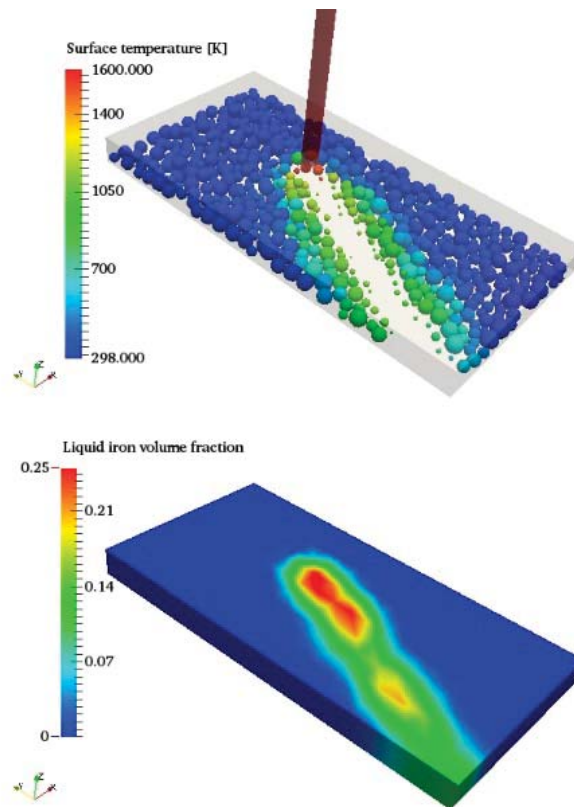 Surface temperature [K]
1600.000
1400
1050
700
298.000
Z
Y
X
Liquid iron volume fraction
0.25
0.21
0.14
0.07
0
Z
Y
X